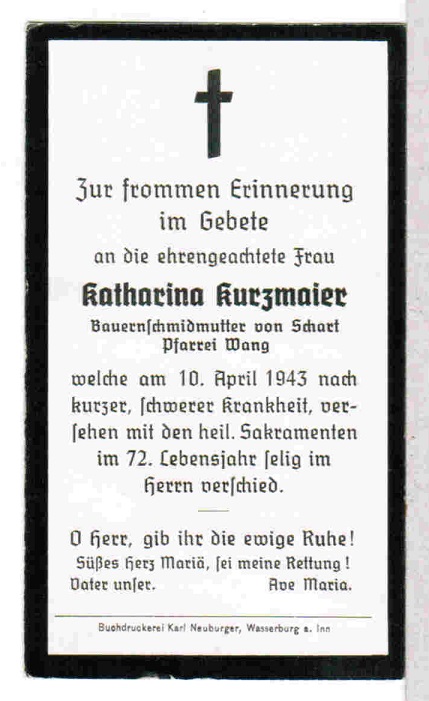 Zur frommen Erinnerung
im Gebete
an die ehrengeachtete Frau
Katharina Kurzmaier
Bauernschmidmutter von Schart
Pfarrei Wang
welche am 10. April 1943 nach
kurzer, schwerer Krankheit, ver-
sehen mit den heil. Sakramenten
im 72. Lebensjahr selig im
Herrn verschied.
O Herr, gib ihr die ewige Ruhe!
Süßes Herz Mariä, sei meine Rettung!
Vater unser. Ave Maria.
Buchdruckerei Karl Neuburger, Wasserburg a. Inn